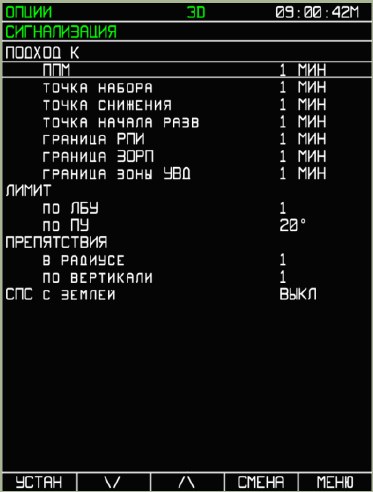 ОПЦИИ 3D 09:00:42М
СИГНАЛИЗАЦИЯ
ПОДХОД К
ППМ 1 МИН
ТОЧКА НАБОРА 1 МИН
ТОЧКА СНИЖЕНИЯ 1 МИН
ТОЧКА НАЧАЛА РАЗВ 1 МИН
ГРАНИЦА РПИ 1 МИН
ГРАНИЦА ЗОРП 1 МИН
ГРАНИЦА ЗОНЫ УВД 1 МИН
ЛИМИТ
ПО ЛБУ 1
ПО ПУ 20°
ПРЕПЯТСТВИЯ
В РАДИУСЕ 1
ПО ВЕРТИКАЛИ 1
СПС С ЗЕМЛЕЙ ВЫКЛ
УСТАН \/ /\ СМЕНА МЕНЮ